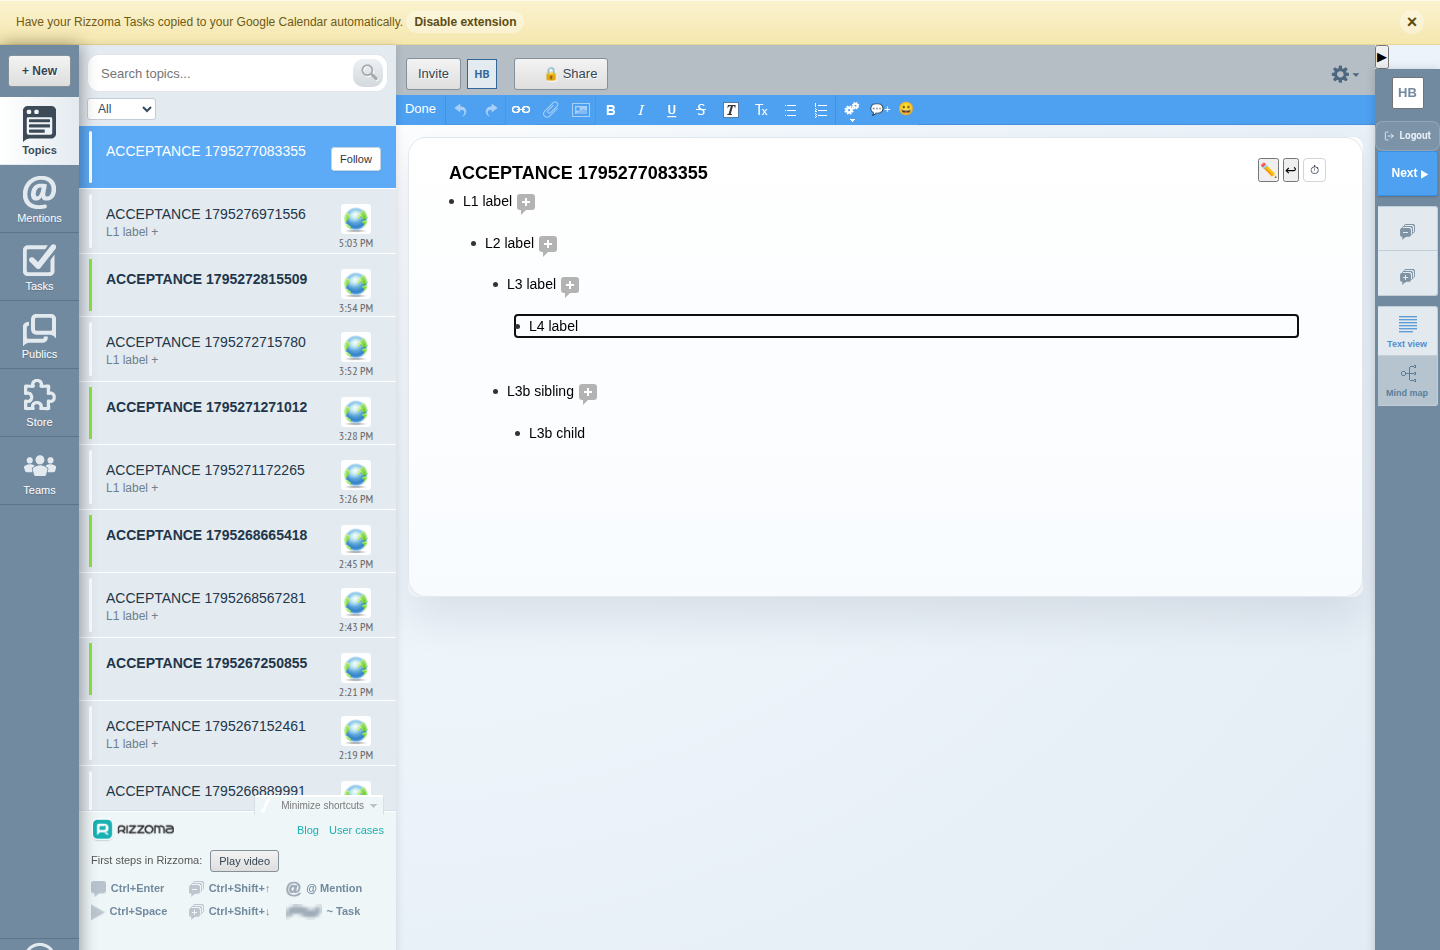 Have your Rizzoma Tasks copied to your Google Calendar automatically. Disable extension ✕
+ New
Topics
Mentions
Tasks
Publics
Store
Teams
Search topics...
All
ACCEPTANCE 1795277083355
Follow
ACCEPTANCE 1795276971556
L1 label +
5:03 PM
ACCEPTANCE 1795272815509
3:54 PM
ACCEPTANCE 1795272715780
L1 label +
3:52 PM
ACCEPTANCE 1795271271012
3:28 PM
ACCEPTANCE 1795271172265
L1 label +
3:26 PM
ACCEPTANCE 1795268665418
2:45 PM
ACCEPTANCE 1795268567281
L1 label +
2:43 PM
ACCEPTANCE 1795267250855
2:21 PM
ACCEPTANCE 1795267152461
L1 label +
2:19 PM
ACCEPTANCE 1795266889991
Minimize shortcuts
RIZZOMA
Blog User cases
First steps in Rizzoma: Play video
Ctrl+Enter Ctrl+Shift+↑ @ Mention
Ctrl+Space Ctrl+Shift+↓ ~ Task
Invite HB 🔒 Share
Done B I U S T Tx
ACCEPTANCE 1795277083355
L1 label
L2 label
L3 label
L4 label
L3b sibling
L3b child
HB
Logout
Next ▶
Text view
Mind map